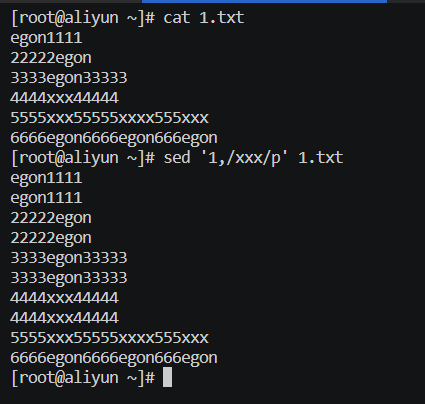 [root@aliyun ~]# cat 1.txt
egon1111
22222egon
3333egon33333
4444xxx44444
5555xxx55555xxxx555xxx
6666egon6666egon666egon
[root@aliyun ~]# sed '1,/xxx/p' 1.txt
egon1111
egon1111
22222egon
22222egon
3333egon33333
3333egon33333
4444xxx44444
4444xxx44444
5555xxx55555xxxx555xxx
6666egon6666egon666egon
[root@aliyun ~]#